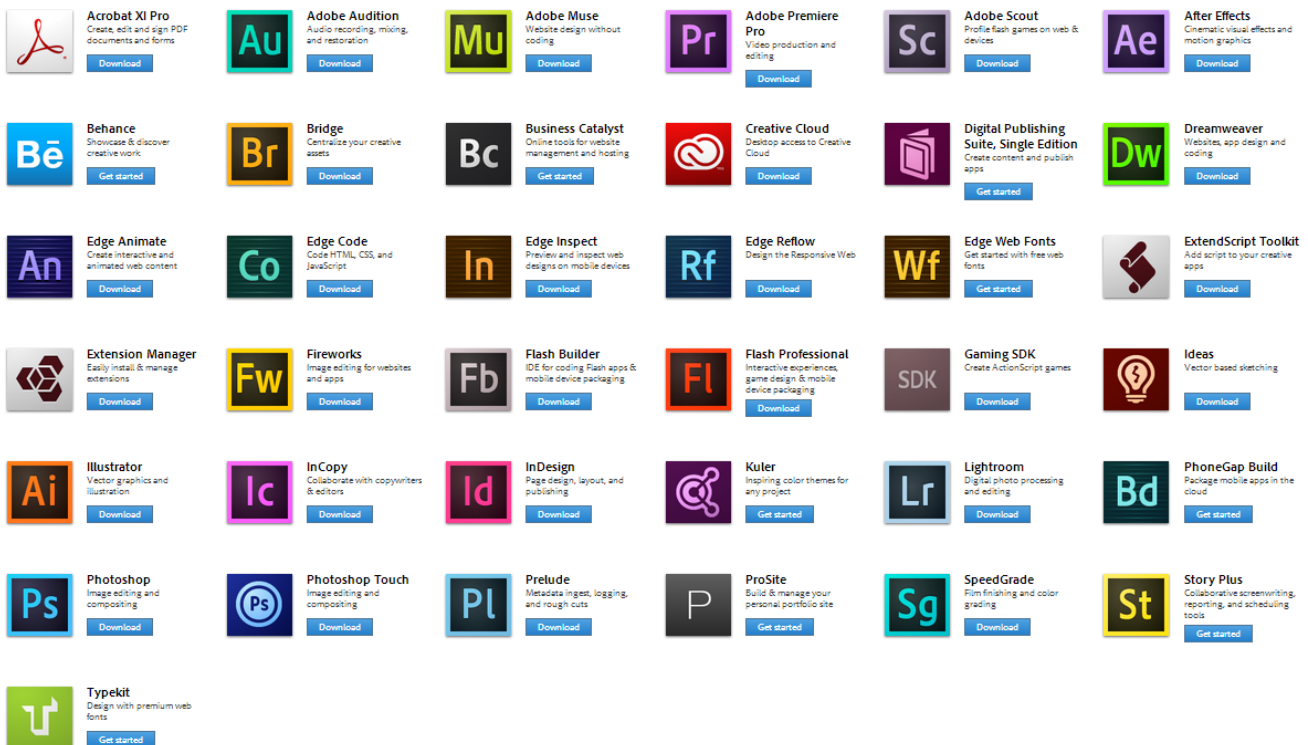 Acrobat XI Pro
Create, edit and sign PDF
documents and forms
Download
Au
Adobe Audition
Audio recording, mixing,
and restoration
Download
Mu
Adobe Muse
Website design without
coding
Download
Pr
Adobe Premiere
Pro
Video production and
editing
Download
Sc
Adobe Scout
Profile flash games on web &
devices
Download
Ae
After Effects
Cinematic visual effects and
motion graphics
Download
Bē
Behance
Showcase & discover
creative work
Get started
Br
Bridge
Centralize your creative
assets
Download
Bc
Business Catalyst
Online tools for website
management and hosting
Get started
Creative Cloud
Desktop access to Creative
Cloud
Download
Digital Publishing
Suite, Single Edition
Create content and publish
apps
Get started
Dw
Dreamweaver
Websites, app design and
coding
Download
An
Edge Animate
Create interactive and
animated web content
Download
Co
Edge Code
Code HTML, CSS, and
JavaScript
Download
In
Edge Inspect
Preview and inspect web
designs on mobile devices
Download
Rf
Edge Reflow
Design the Responsive Web
Download
Wf
Edge Web Fonts
Get started with free web
fonts
Get started
ExtendScript Toolkit
Add script to your creative
apps
Download
Extension Manager
Easily install & manage
extensions
Download
Fw
Fireworks
Image editing for websites
and apps
Download
Fb
Flash Builder
IDE for coding Flash apps &
mobile device packaging
Download
Fl
Flash Professional
Interactive experiences,
game design & mobile
device packaging
Download
SDK
Gaming SDK
Create ActionScript games
Download
Ideas
Vector based sketching
Download
Ai
Illustrator
Vector graphics and
illustration
Download
Ic
InCopy
Collaborate with copywriters
& editors
Download
Id
InDesign
Page design, layout, and
publishing
Download
Kuler
Inspiring color themes for
any project
Get started
Lr
Lightroom
Digital photo processing
and editing
Download
Bd
PhoneGap Build
Package mobile apps in the
cloud
Get started
Ps
Photoshop
Image editing and
compositing
Download
Ps
Photoshop Touch
Image editing and
compositing
Download
Pl
Prelude
Metadata ingest, logging,
and rough cuts
Download
P
ProSite
Build & manage your
personal portfolio site
Get started
Sg
SpeedGrade
Film finishing and color
grading
Download
St
Story Plus
Collaborative screenwriting,
reporting, and scheduling
tools
Get started
Typekit
Design with premium web
fonts
Get started